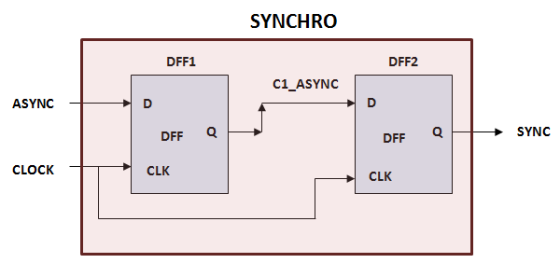 SYNCHRO
DFF1
DFF2
C1_ASYNC
ASYNC
D
DFF
Q
CLK
D
DFF
Q
CLK
SYNC
CLOCK